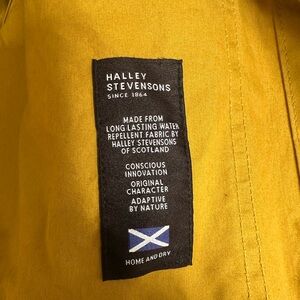 HALLEY
STEVENSONS
SINCE 1864
MADE FROM
LONG LASTING WATER
REPELLENT FABRIC BY
HALLEY STEVENSONS
OF SCOTLAND
CONSCIOUS
INNOVATION
ORIGINAL
CHARACTER
ADAPTIVE
BY NATURE
HOME AND DRY